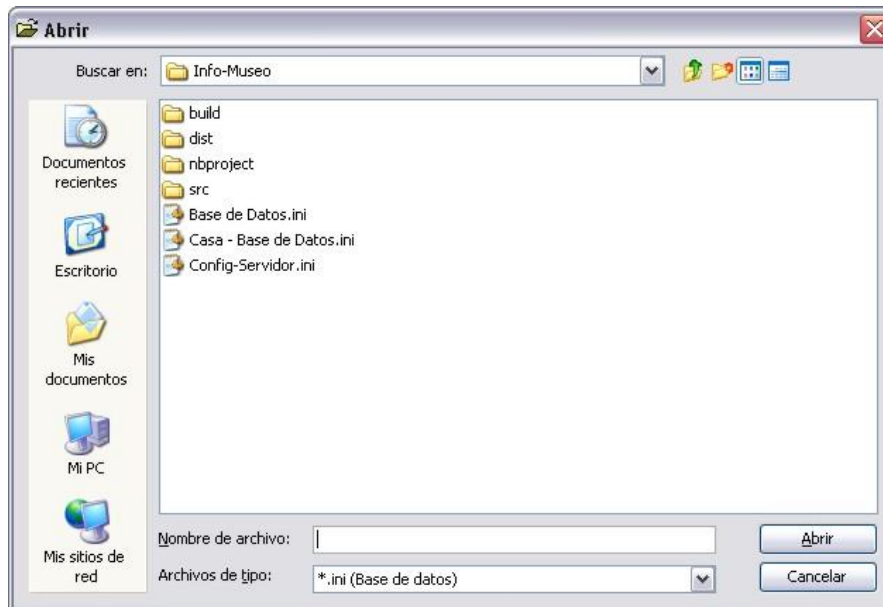 Abrir
Buscar en:
Info-Museo
Documentos
recientes
Escritorio
Mis
documentos
Mi PC
Mis sitios de
red
build
dist
nbproject
src
Base de Datos.ini
Casa - Base de Datos.ini
Config-Servidor.ini
Nombre de archivo:
Abrir
Archivos de tipo:
*.ini (Base de datos)
Cancelar